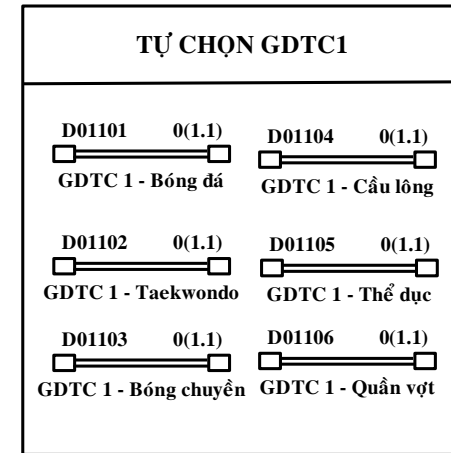 TỰ CHỌN GDTC1
D01101 0(1.1)
GDTC 1 - Bóng đá
D01104 0(1.1)
GDTC 1 - Cầu lông
D01102 0(1.1)
GDTC 1 - Taekwondo
D01105 0(1.1)
GDTC 1 - Thể dục
D01103 0(1.1)
GDTC 1 - Bóng chuyền
D01106 0(1.1)
GDTC 1 - Quần vợt